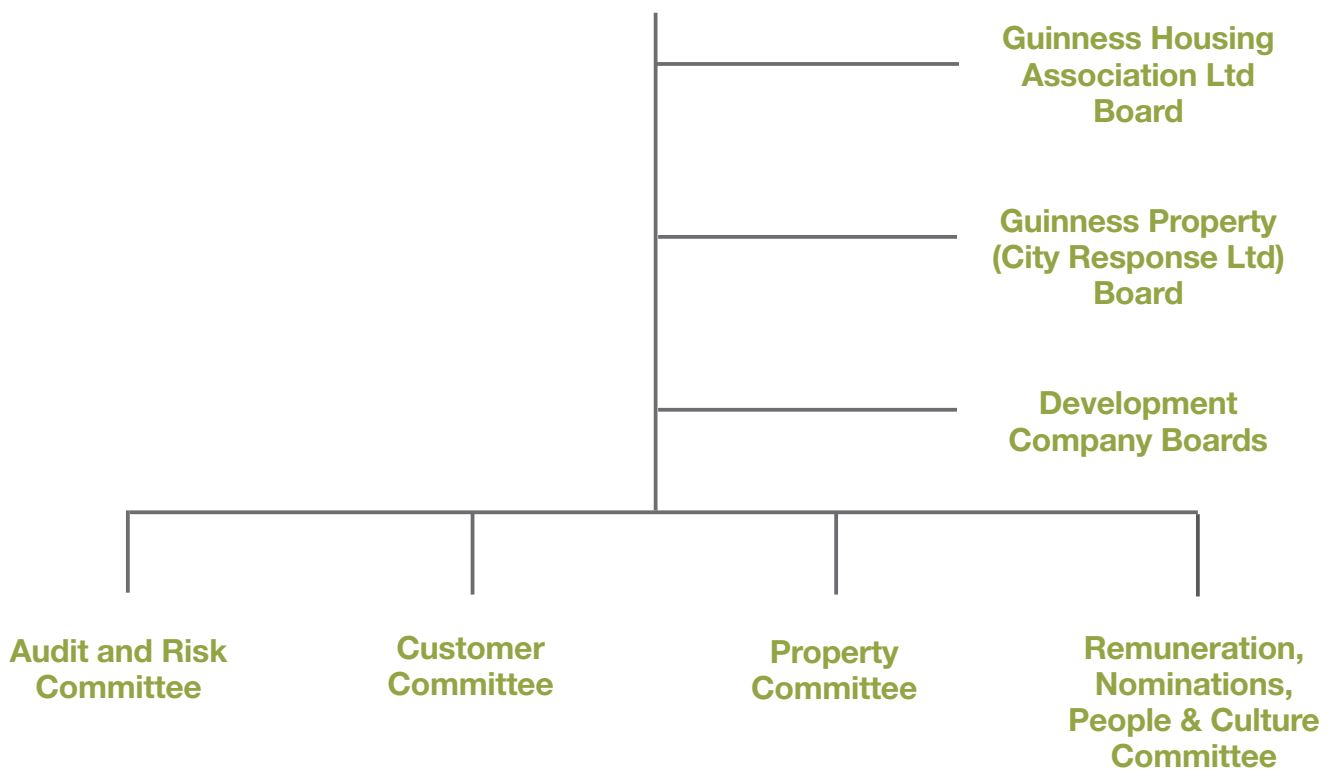 Guinness Housing
Association Ltd
Board
Guinness Property
(City Response Ltd)
Board
Development
Company Boards
Audit and Risk
Committee
Customer
Committee
Property
Committee
Remuneration,
Nominations,
People & Culture
Committee